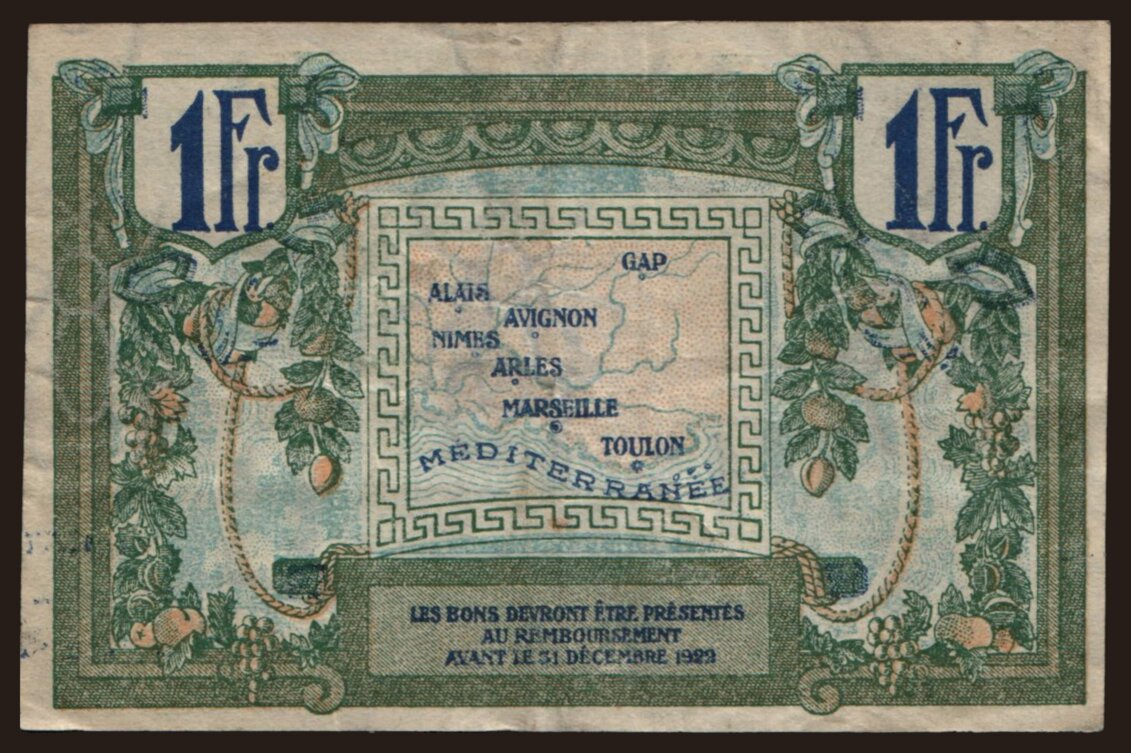 1Fr.
1Fr.
GAP
ALAIS
AVIGNON
NIMES
ARLES
MARSEILLE
TOULON
MÉDITERRANÉE
LES BONS DEVRONT ÊTRE PRÉSENTÉS
AU REMBOURSEMENT
AVANT LE 31 DÉCEMBRE 1922